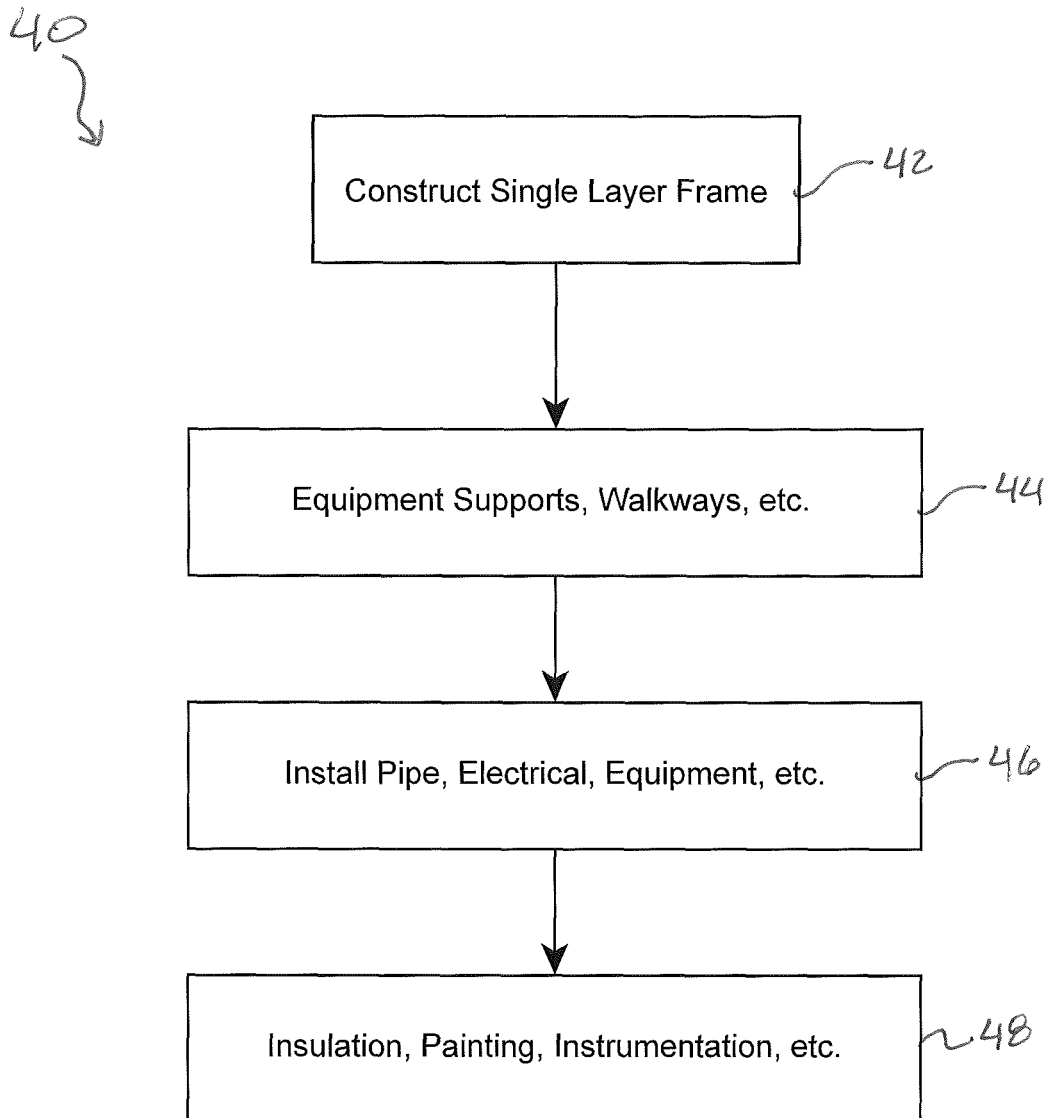 40
Construct Single Layer Frame
42
Equipment Supports, Walkways, etc.
44
Install Pipe, Electrical, Equipment, etc.
46
Insulation, Painting, Instrumentation, etc.
48